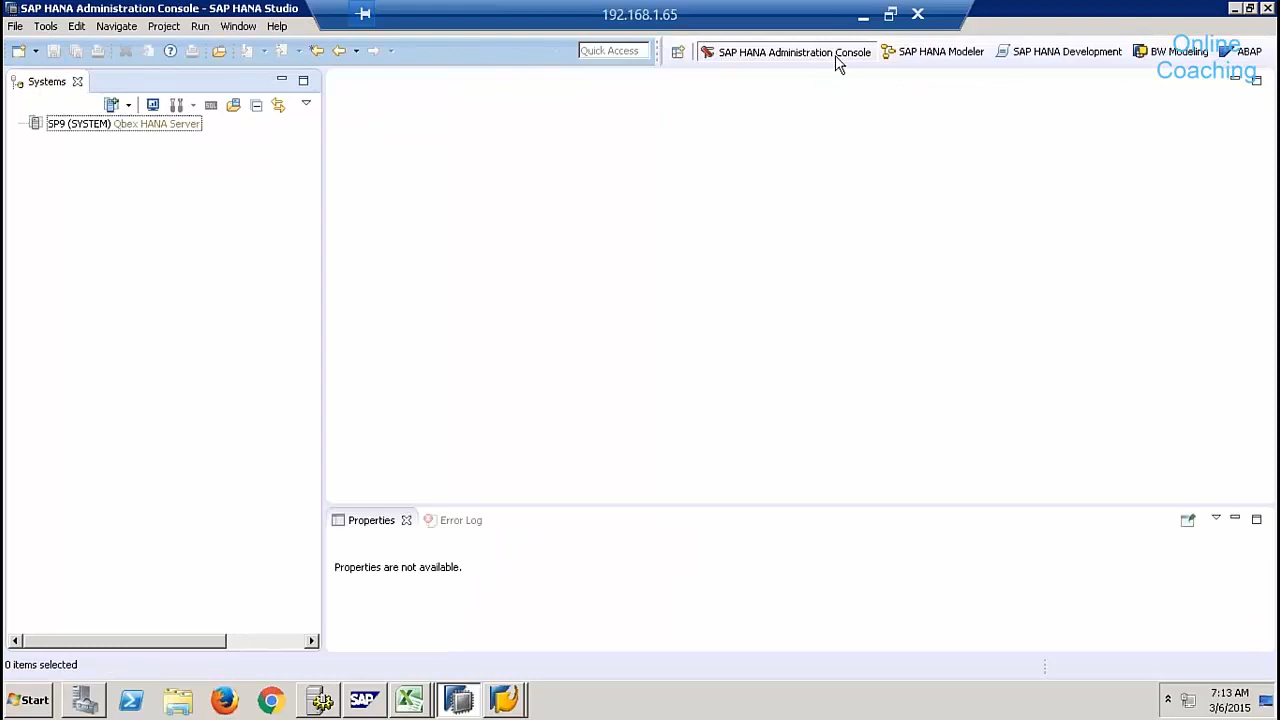 SAP HANA Administration Console - SAP HANA Studio
192.168.1.65
File Tools Edit Navigate Project Run Window Help
Quick Access
SAP HANA Administration Console
SAP HANA Modeler
SAP HANA Development
BW Modeling
ABAP
Online
Coaching
Systems
SQL
SP9 (SYSTEM) Qbex HANA Server
Properties
Error Log
Properties are not available.
0 items selected
Start
SAP
7:13 AM
3/6/2015